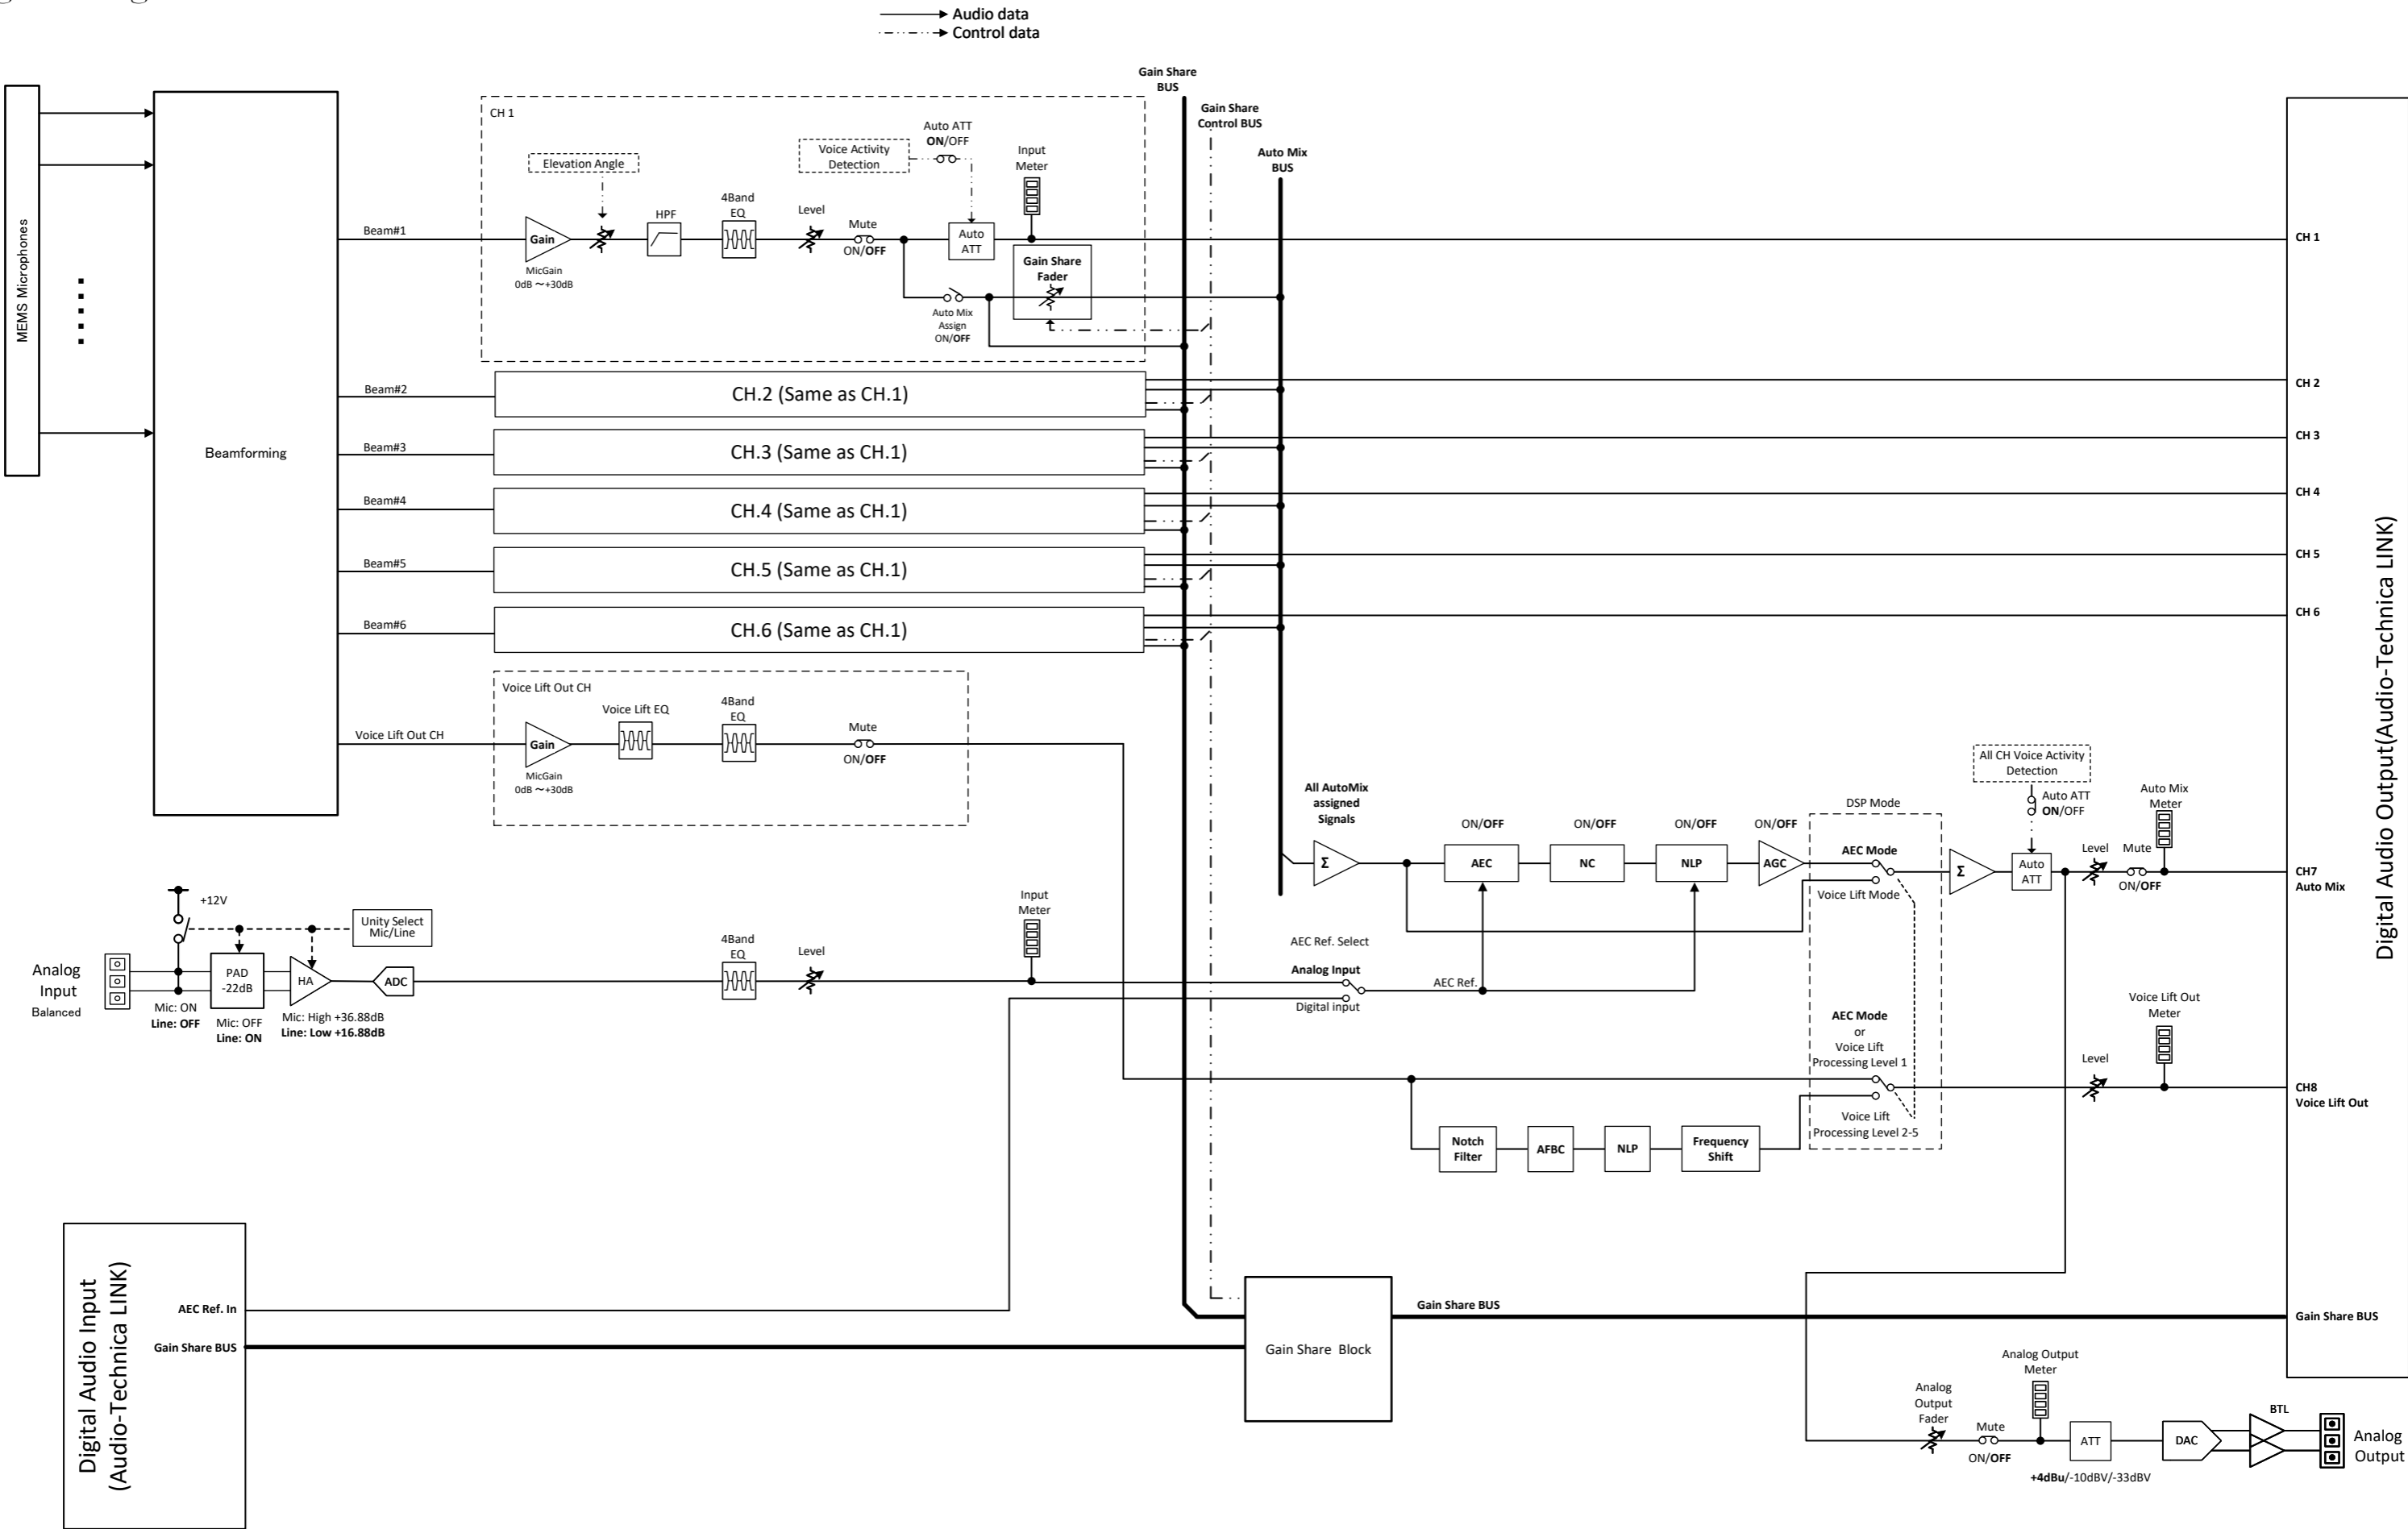 Audio data
Control data
Gain Share
BUS
Gain Share
Control BUS
Auto Mix
BUS
MEMS Microphones
Beamforming
CH 1
Elevation Angle
Voice Activity
Detection
Auto ATT
ON/OFF
Input
Meter
Beam#1
Gain
MicGain
0dB ～+30dB
HPF
4Band
EQ
Level
Mute
ON/OFF
Auto
ATT
Gain Share
Fader
Auto Mix
Assign
ON/OFF
CH 1
Beam#2
CH.2 (Same as CH.1)
CH 2
Beam#3
CH.3 (Same as CH.1)
CH 3
Beam#4
CH.4 (Same as CH.1)
CH 4
Beam#5
CH.5 (Same as CH.1)
CH 5
Beam#6
CH.6 (Same as CH.1)
CH 6
Digital Audio Output(Audio-Technica LINK)
Voice Lift Out CH
Voice Lift Out CH
Gain
MicGain
0dB ～+30dB
Voice Lift EQ
4Band
EQ
Mute
ON/OFF
All AutoMix
assigned
Signals
Σ
ON/OFF
AEC
ON/OFF
NC
ON/OFF
NLP
ON/OFF
AGC
DSP Mode
AEC Mode
Voice Lift Mode
Σ
All CH Voice Activity
Detection
Auto ATT
ON/OFF
Auto
ATT
Level
Mute
ON/OFF
Auto Mix
Meter
CH7
Auto Mix
+12V
Unity Select
Mic/Line
Analog
Input
Balanced
Mic: ON
Line: OFF
PAD
-22dB
Mic: OFF
Line: ON
HA
Mic: High +36.88dB
Line: Low +16.88dB
ADC
4Band
EQ
Level
Input
Meter
AEC Ref. Select
Analog Input
Digital input
AEC Ref.
AEC Mode
or
Voice Lift
Processing Level 1
Voice Lift
Processing Level 2-5
Level
Voice Lift Out
Meter
CH8
Voice Lift Out
Notch
Filter
AFBC
NLP
Frequency
Shift
Digital Audio Input
(Audio-Technica LINK)
AEC Ref. In
Gain Share BUS
Gain Share Block
Gain Share BUS
Gain Share BUS
Analog
Output
Fader
Mute
ON/OFF
Analog Output
Meter
ATT
+4dBu/-10dBV/-33dBV
DAC
BTL
Analog
Output